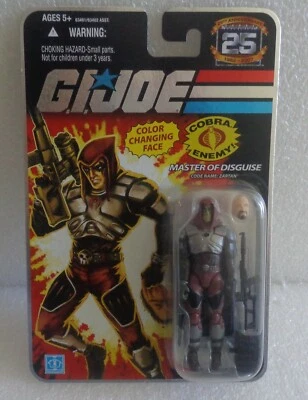 AGES 5+
WARNING:
CHOKING HAZARD-Small parts.
Not for children under 3 years.
25
G.I.JOE
COLOR
CHANGING
FACE
COBRA
ENEMY
MASTER OF DISGUISE
CODE NAME: ZARTAN